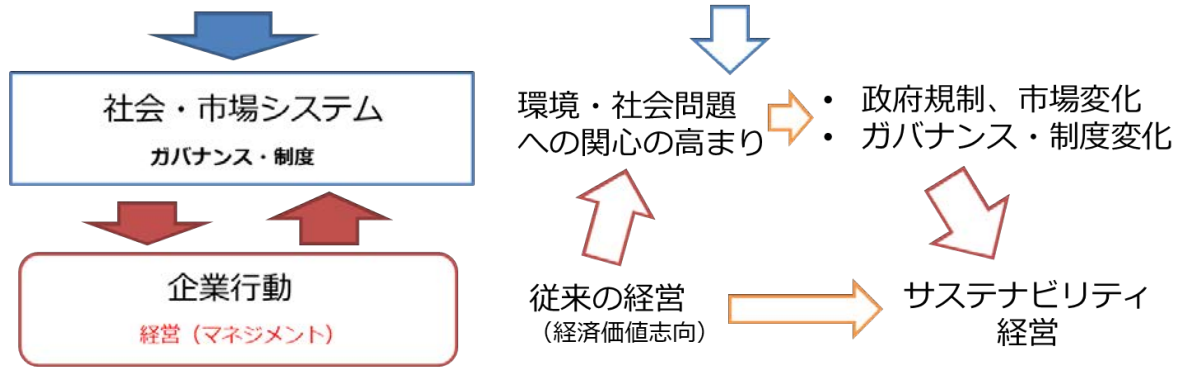 社会・市場システム
ガバナンス・制度
企業行動
経営（マネジメント）
環境・社会問題
への関心の高まり
• 政府規制、市場変化
• ガバナンス・制度変化
従来の経営
（経済価値志向）
サステナビリティ
経営